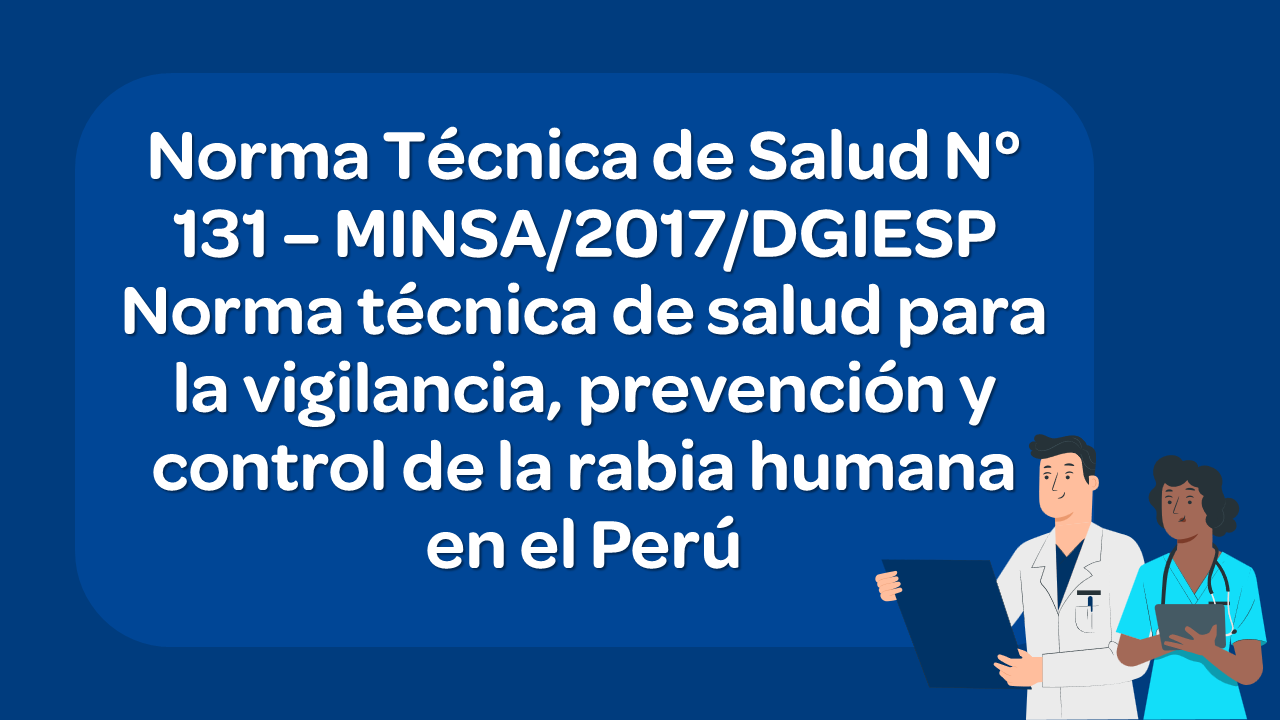 Norma Técnica de Salud N°
131 – MINSA/2017/DGIESP
Norma técnica de salud para
la vigilancia, prevención y
control de la rabia humana
en el Perú